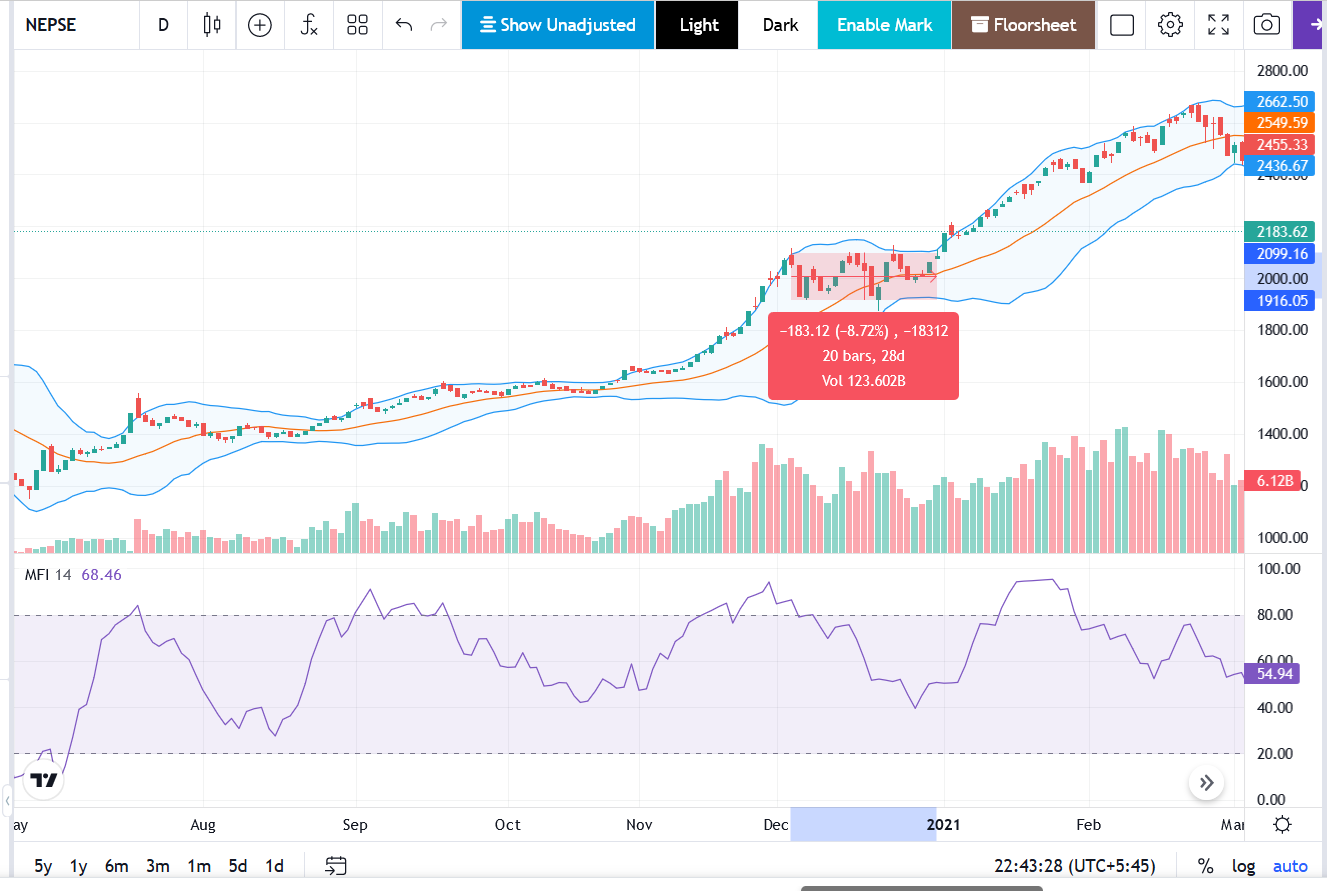 NEPSE D Show Unadjusted Light Dark Enable Mark Floorsheet
2800.00
2662.50
2549.59
2455.33
2436.67
2183.62
2099.16
2000.00
1916.05
−183.12 (−8.72%) , −18312
1800.00
20 bars, 28d
Vol 123.602B
1600.00
1400.00
6.12B
1000.00
MFI 14 68.46
100.00
80.00
60.00
54.94
40.00
20.00
0.00
ay Aug Sep Oct Nov Dec 2021 Feb Mar
5y 1y 6m 3m 1m 5d 1d 22:43:28 (UTC+5:45) % log auto